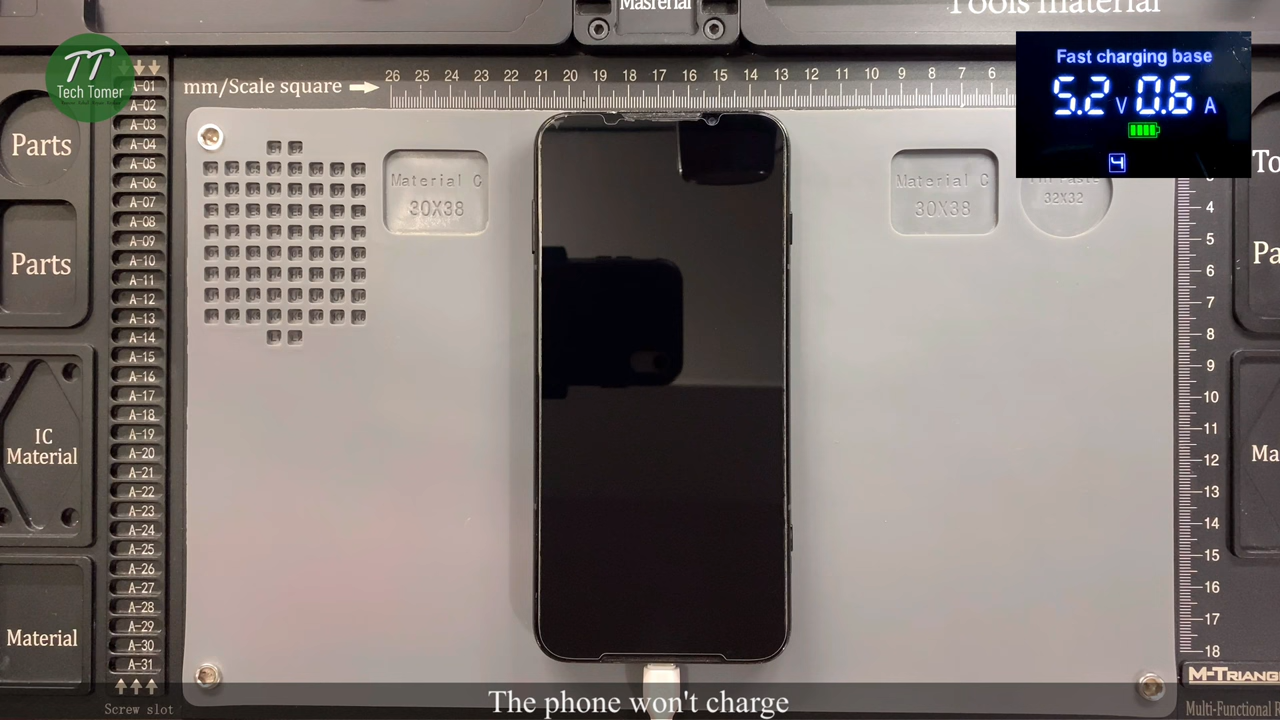 Masrerial
Tools material
TT
Tech Tomer
Fast charging base
5.2 V 0.6 A
4
mm/Scale square
26 25 24 23 22 21 20 19 18 17 16 15 14 13 12 11 10 9 8 7 6
A-01
A-02
A-03
A-04
A-05
A-06
A-07
A-08
A-09
A-10
A-11
A-12
A-13
A-14
A-15
A-16
A-17
A-18
A-19
A-20
A-21
A-22
A-23
A-24
A-25
A-26
A-27
A-28
A-29
A-30
A-31
Screw slot
Parts
Parts
IC
Material
Material
Material C
30X38
Material C
30X38
32X32
4
5
6
7
8
9
10
11
12
13
14
15
16
17
18
To
Pa
Ma
M-TRIANG
Multi-Functional R
The phone won't charge